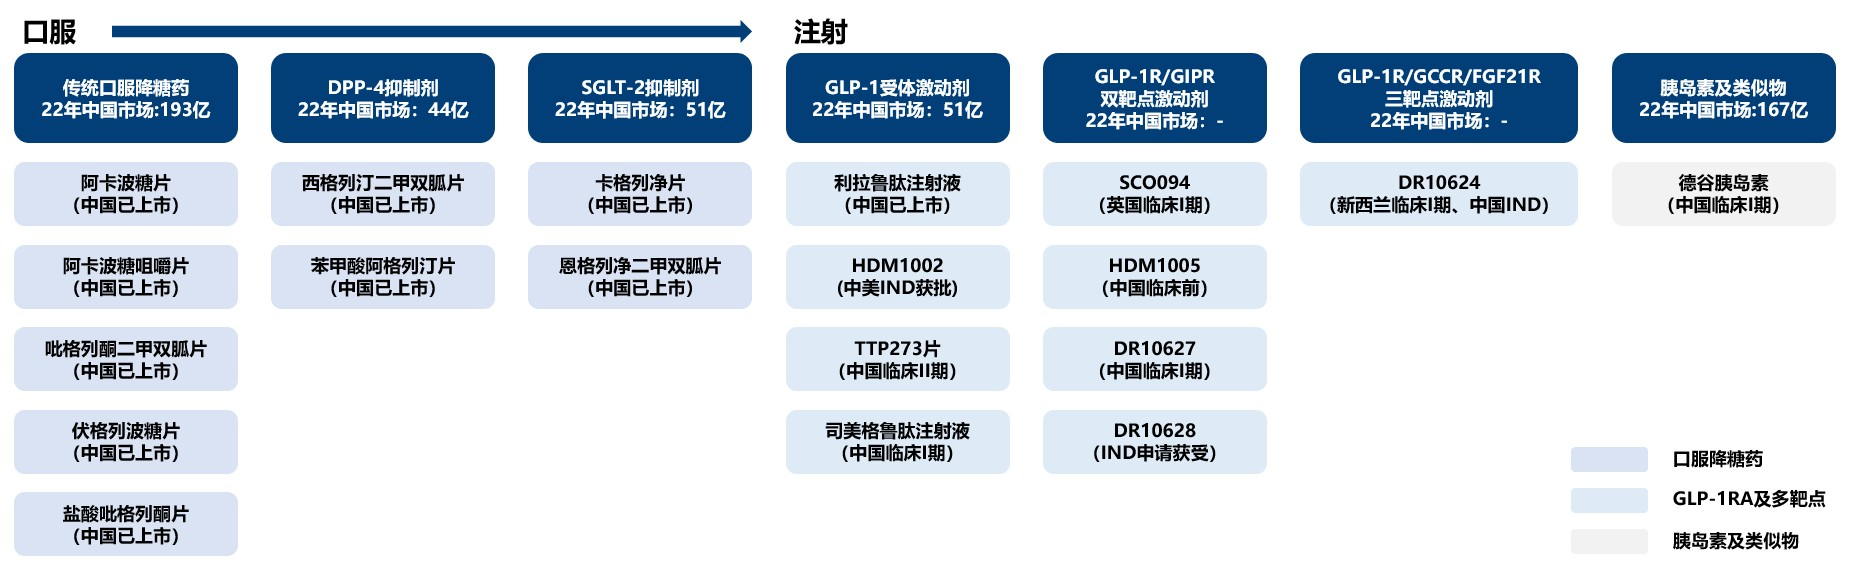 口服
注射
传统口服降糖药
22年中国市场:193亿
DPP-4抑制剂
22年中国市场：44亿
SGLT-2抑制剂
22年中国市场：51亿
GLP-1受体激动剂
22年中国市场：51亿
GLP-1R/GIPR
双靶点激动剂
22年中国市场：-
GLP-1R/GCCR/FGF21R
三靶点激动剂
22年中国市场：-
胰岛素及类似物
22年中国市场:167亿
阿卡波糖片
（中国已上市）
西格列汀二甲双胍片
（中国已上市）
卡格列净片
（中国已上市）
利拉鲁肽注射液
（中国已上市）
SCO094
（英国临床I期）
DR10624
（新西兰临床I期、中国IND）
德谷胰岛素
（中国临床I期）
阿卡波糖咀嚼片
（中国已上市）
苯甲酸阿格列汀片
（中国已上市）
恩格列净二甲双胍片
（中国已上市）
HDM1002
(中美IND获批)
HDM1005
（中国临床前）
吡格列酮二甲双胍片
（中国已上市）
TTP273片
（中国临床II期）
DR10627
（中国临床I期）
伏格列波糖片
（中国已上市）
司美格鲁肽注射液
（中国临床I期）
DR10628
（IND申请获受）
盐酸吡格列酮片
（中国已上市）
口服降糖药
GLP-1RA及多靶点
胰岛素及类似物